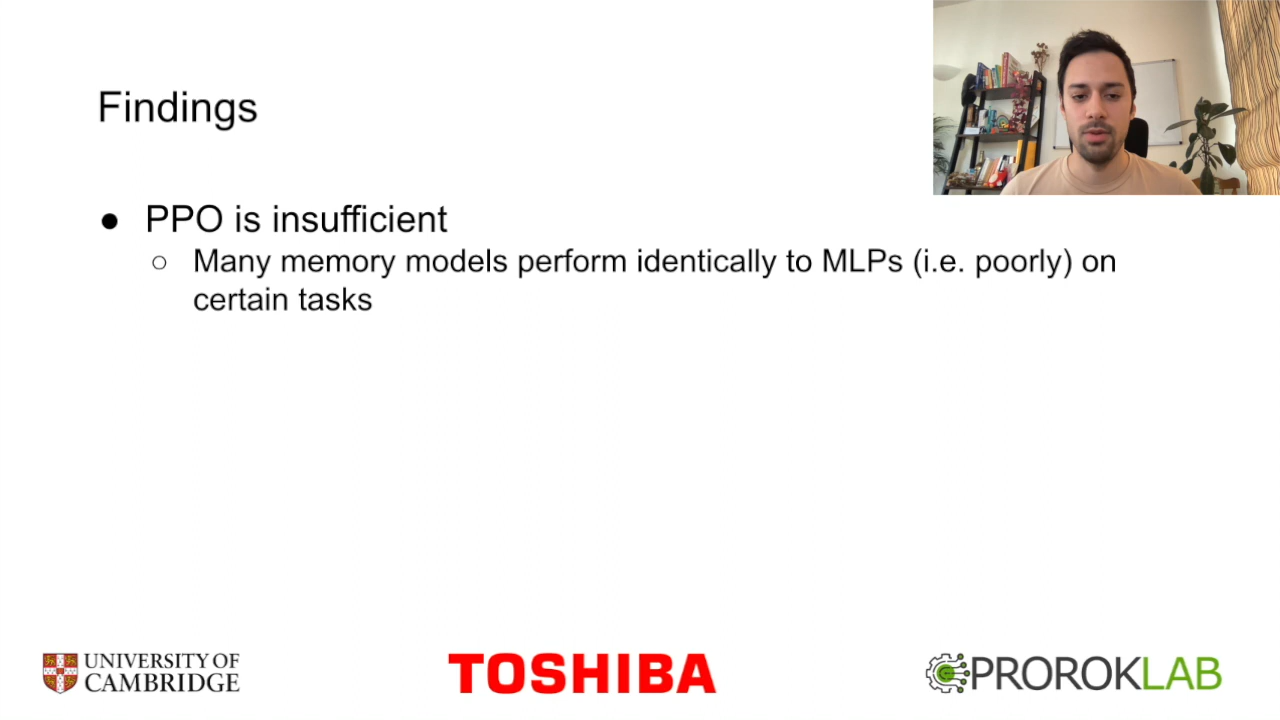 Findings
● PPO is insufficient
○ Many memory models perform identically to MLPs (i.e. poorly) on
certain tasks
UNIVERSITY OF
CAMBRIDGE
TOSHIBA
PROROKLAB